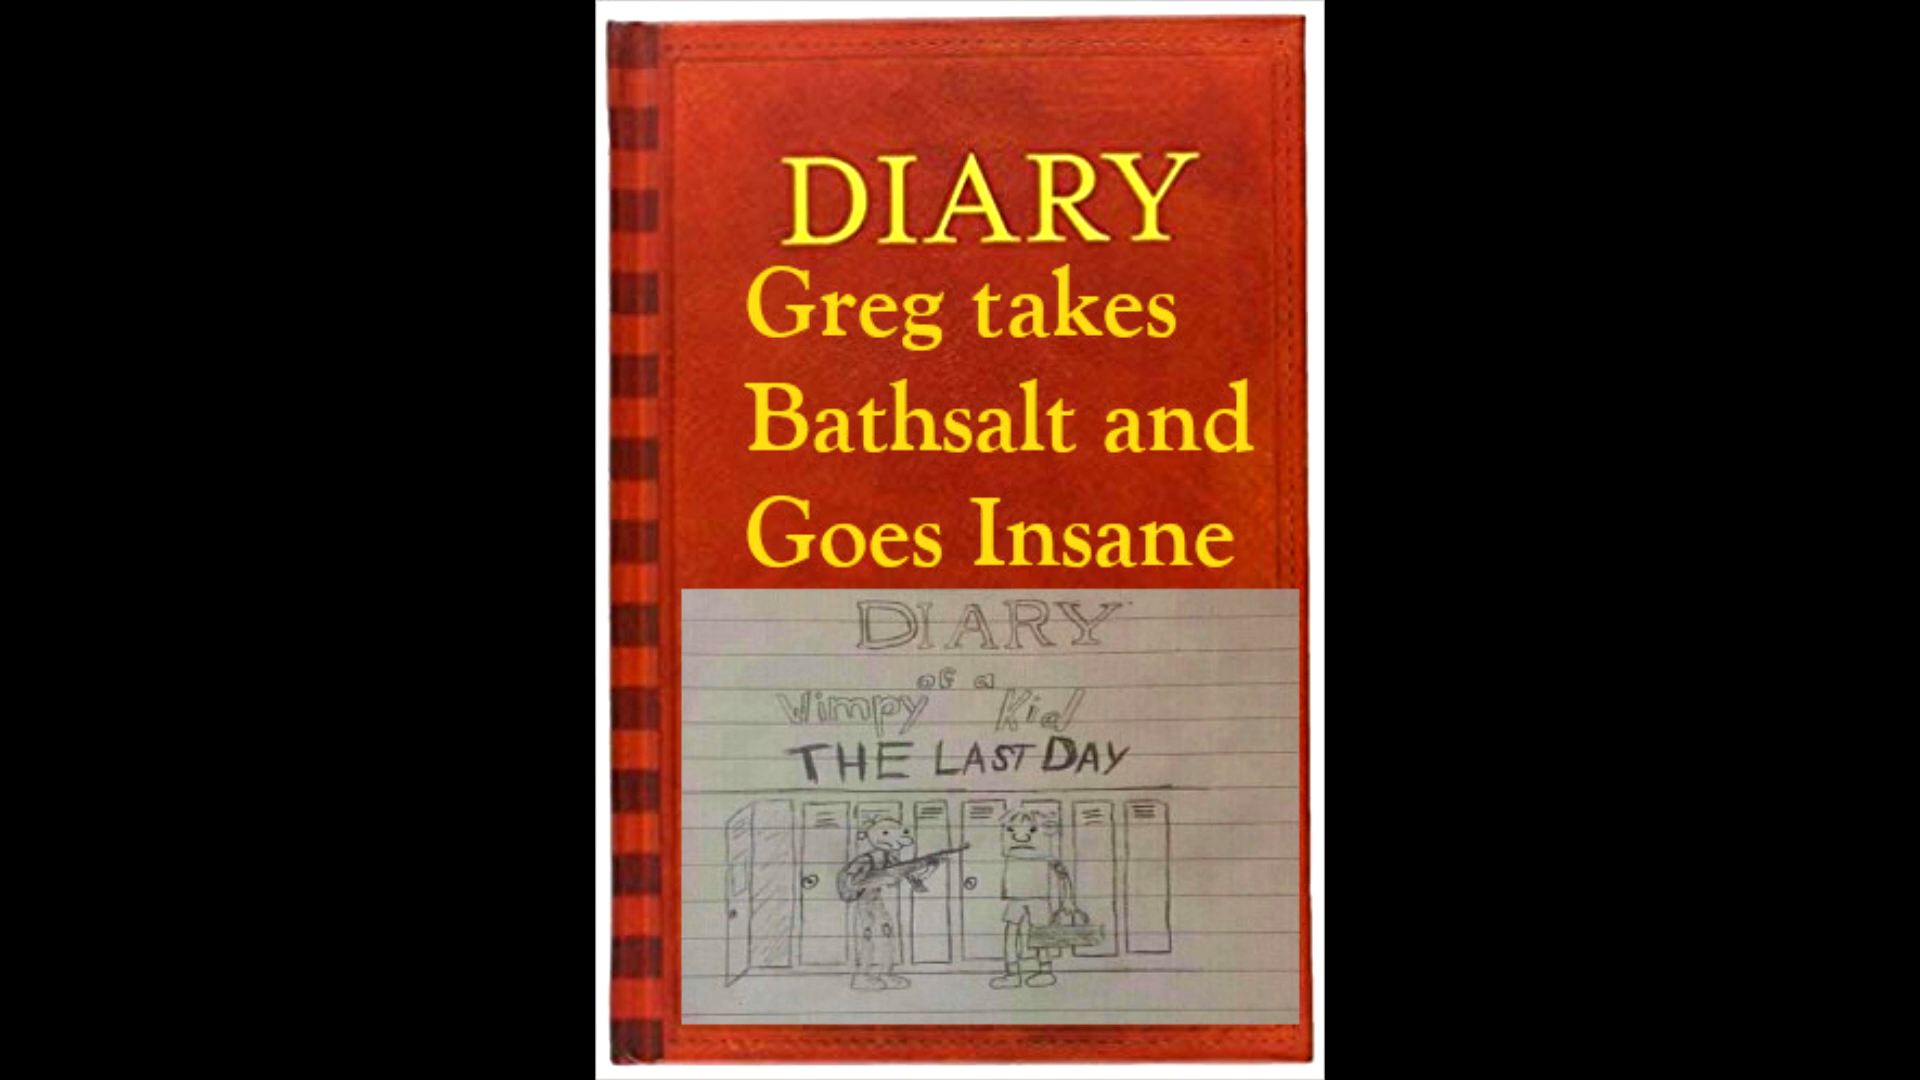 DIARY
Greg takes
Bathsalt and
Goes Insane
DIARY
of a
Wimpy Kid
THE LAST DAY